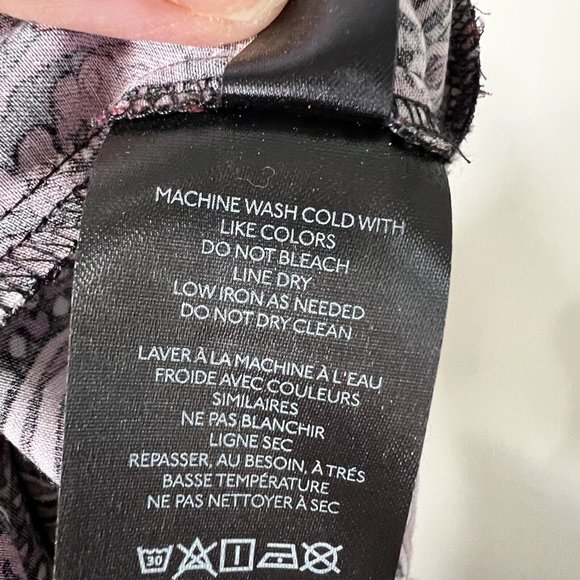 MACHINE WASH COLD WITH
LIKE COLORS
DO NOT BLEACH
LINE DRY
LOW IRON AS NEEDED
DO NOT DRY CLEAN
LAVER À LA MACHINE À L'EAU
FROIDE AVEC COULEURS
SIMILAIRES
NE PAS BLANCHIR
LIGNE SEC
REPASSER, AU BESOIN, À TRÉS
BASSE TEMPÉRATURE
NE PAS NETTOYER À SEC
30